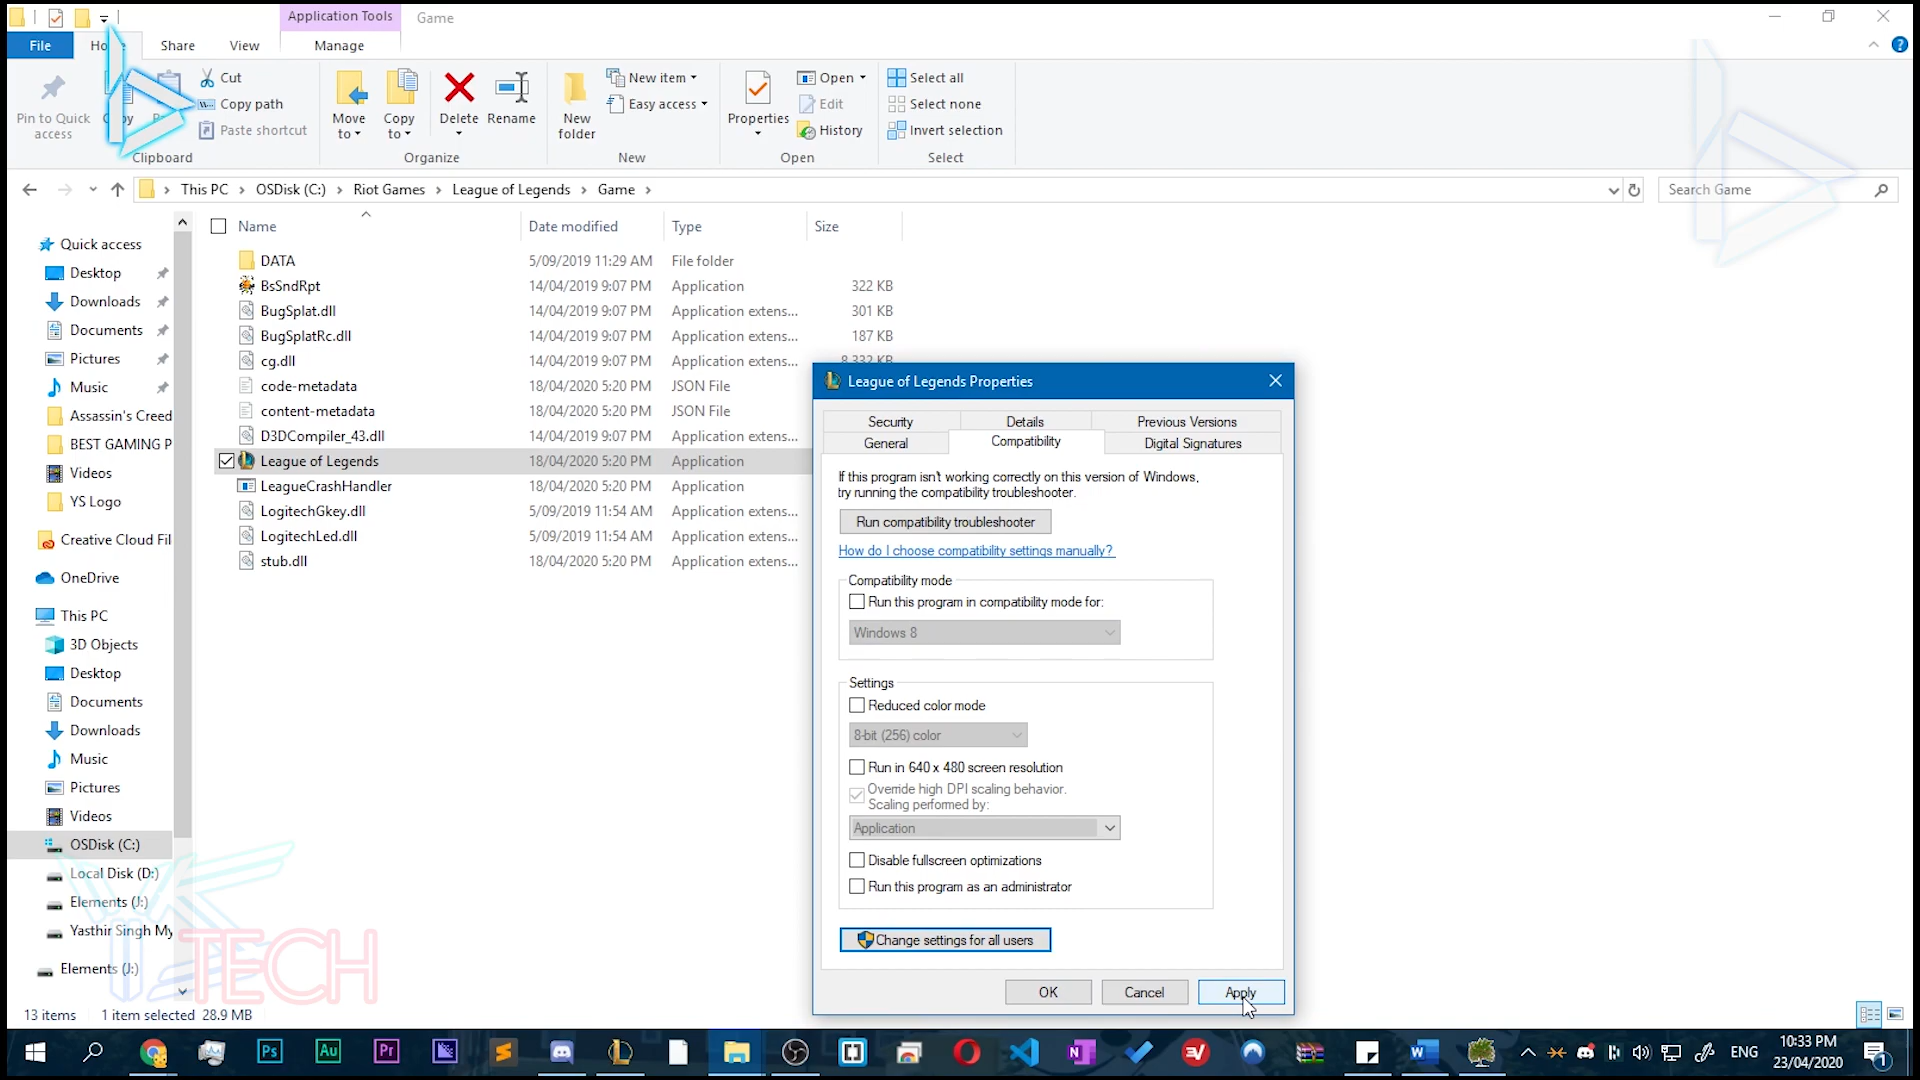 Application Tools
Game
File
Share
View
Manage
Pin to Quick access
Cut
Copy path
Paste shortcut
Clipboard
Move to
Copy to
Delete
Rename
Organize
New folder
New item
Easy access
New
Properties
Open
Edit
History
Open
Select all
Select none
Invert selection
Select
This PC > OSDisk (C:) > Riot Games > League of Legends > Game >
Search Game
Name Date modified Type Size
Quick access
Desktop
Downloads
Documents
Pictures
Music
Assassin's Creed
BEST GAMING P
Videos
YS Logo
Creative Cloud Fil
OneDrive
This PC
3D Objects
Desktop
Documents
Downloads
Music
Pictures
Videos
OSDisk (C:)
Local Disk (D:)
Elements (J:)
Yasthir Singh My
Elements (J:)
DATA 5/09/2019 11:29 AM File folder
BsSndRpt 14/04/2019 9:07 PM Application 322 KB
BugSplat.dll 14/04/2019 9:07 PM Application extens... 301 KB
BugSplatRc.dll 14/04/2019 9:07 PM Application extens... 187 KB
cg.dll 14/04/2019 9:07 PM Application extens... 8,332 KB
code-metadata 18/04/2020 5:20 PM JSON File
content-metadata 18/04/2020 5:20 PM JSON File
D3DCompiler_43.dll 14/04/2019 9:07 PM Application extens...
League of Legends 18/04/2020 5:20 PM Application
LeagueCrashHandler 18/04/2020 5:20 PM Application
LogitechGkey.dll 5/09/2019 11:54 AM Application extens...
LogitechLed.dll 5/09/2019 11:54 AM Application extens...
stub.dll 18/04/2020 5:20 PM Application extens...
League of Legends Properties
Security Details Previous Versions
General Compatibility Digital Signatures
If this program isn't working correctly on this version of Windows,
try running the compatibility troubleshooter.
Run compatibility troubleshooter
How do I choose compatibility settings manually?
Compatibility mode
Run this program in compatibility mode for:
Windows 8
Settings
Reduced color mode
8-bit (256) color
Run in 640 x 480 screen resolution
Override high DPI scaling behavior.
Scaling performed by:
Application
Disable fullscreen optimizations
Run this program as an administrator
Change settings for all users
OK Cancel Apply
TECH
13 items 1 item selected 28.9 MB
Ps
Au
Pr
ENG
10:33 PM
23/04/2020
1